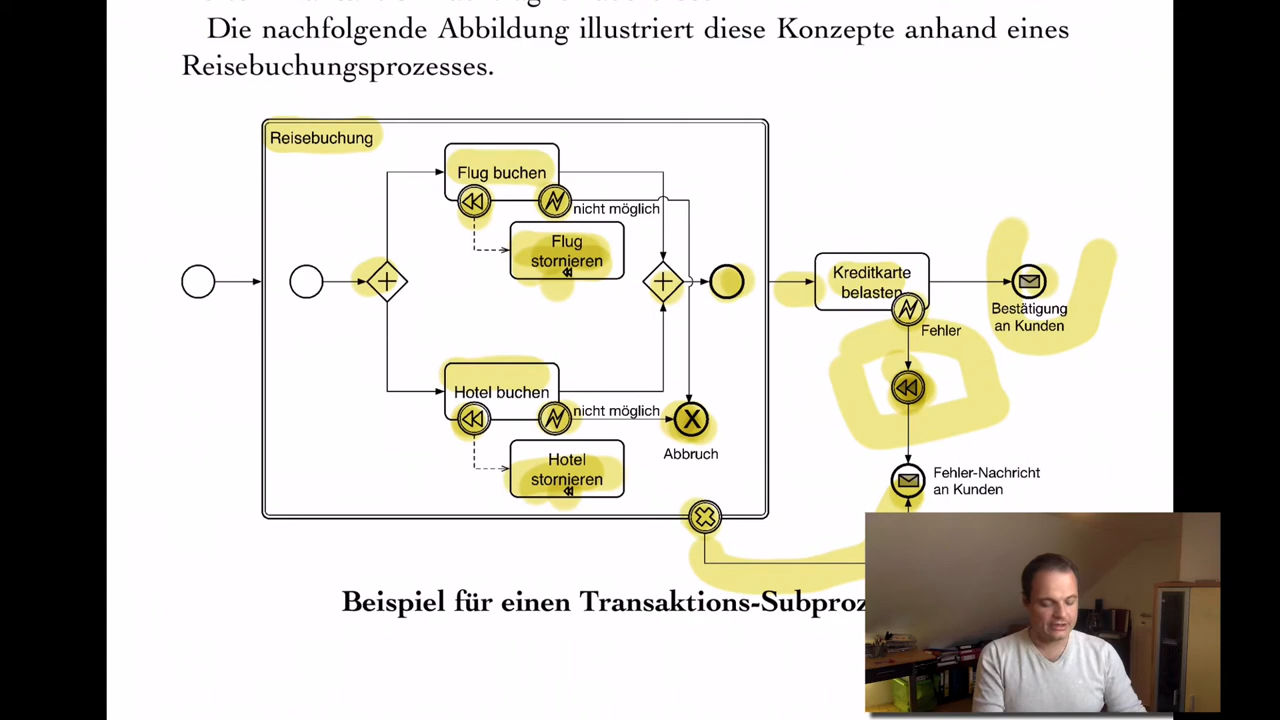 Die nachfolgende Abbildung illustriert diese Konzepte anhand eines
Reisebuchungsprozesses.
Reisebuchung
Flug buchen
nicht möglich
Flug
stornieren
Kreditkarte
belasten
Bestätigung
an Kunden
Fehler
Hotel buchen
nicht möglich
Abbruch
Hotel
stornieren
Fehler-Nachricht
an Kunden
Beispiel für einen Transaktions-Subproz